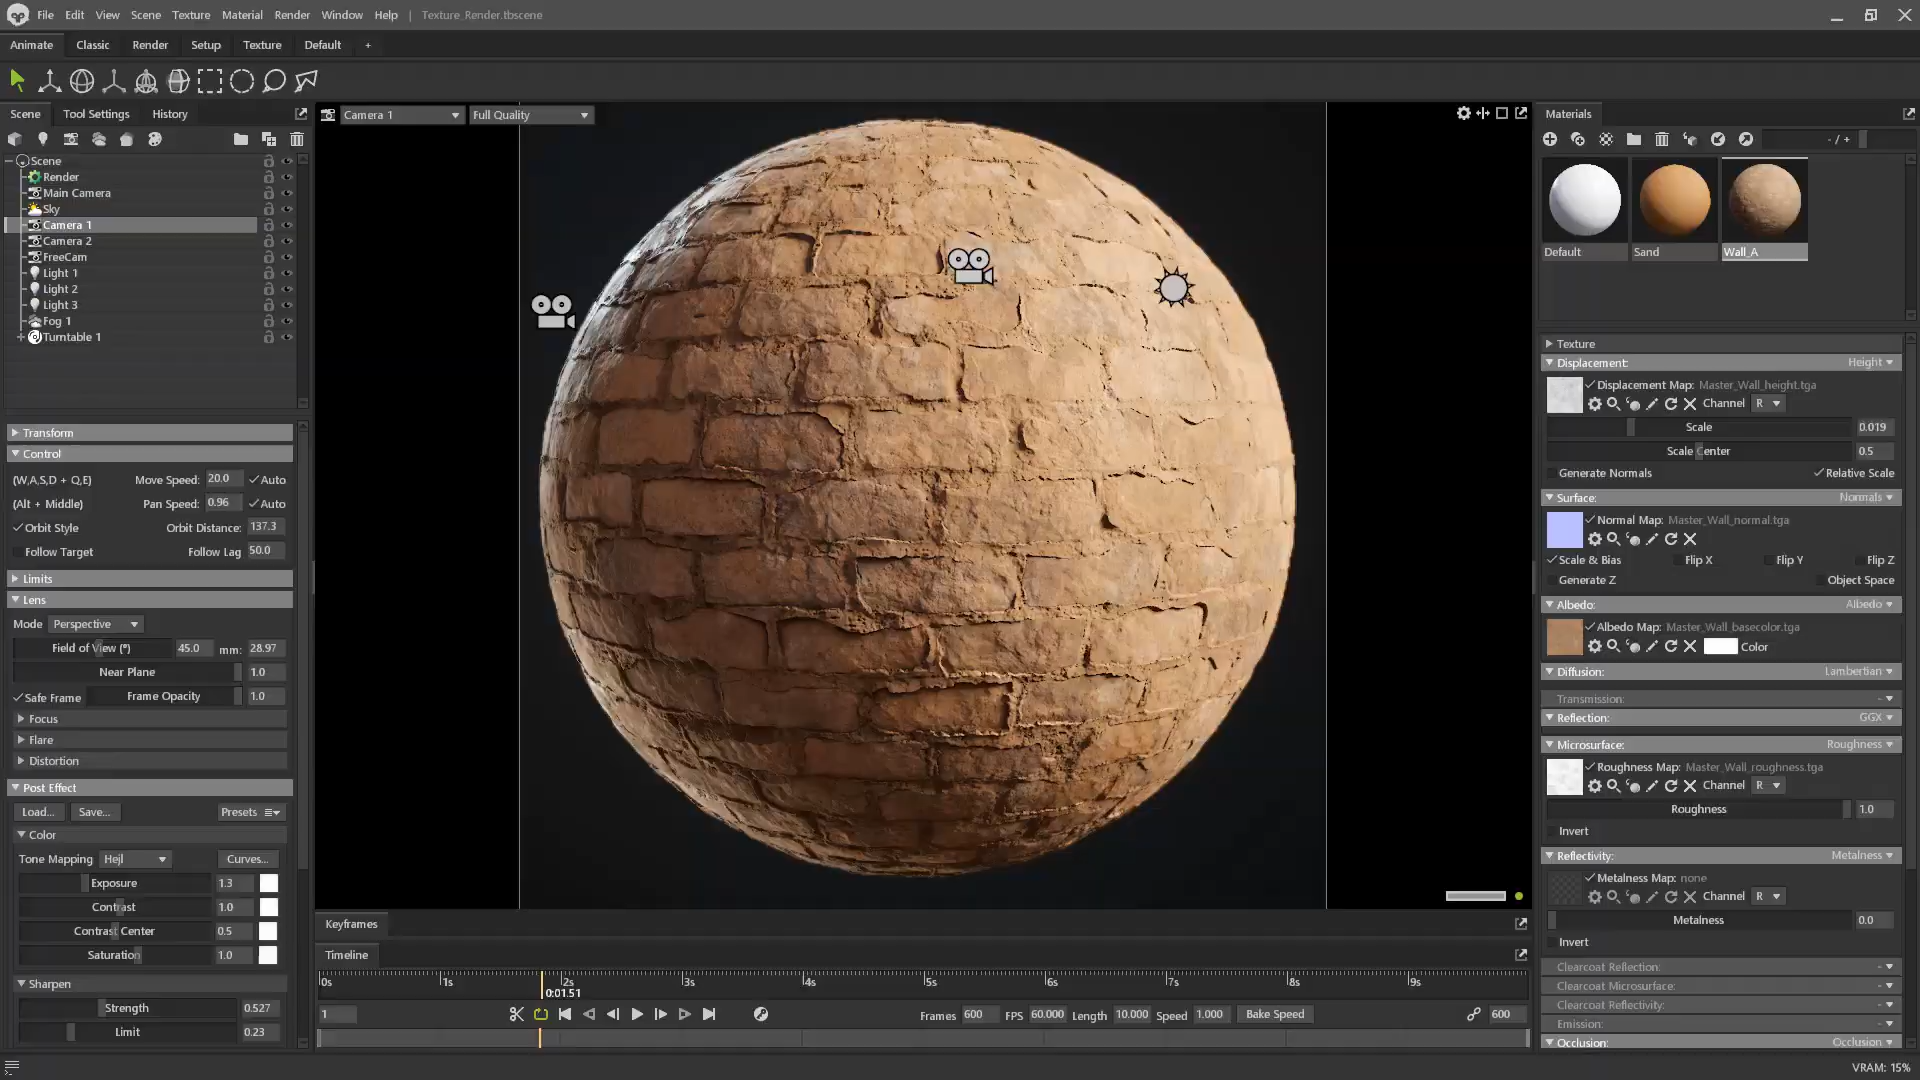 File Edit View Scene Texture Material Render Window Help | Texture_Render.tbscene
Animate Classic Render Setup Texture Default +
Scene Tool Settings History
Scene
Render
Main Camera
Sky
Camera 1
Camera 2
FreeCam
Light 1
Light 2
Light 3
Fog 1
Turntable 1
Transform
Control
(W,A,S,D + Q,E) Move Speed: 20.0 Auto
(Alt + Middle) Pan Speed: 0.96 Auto
Orbit Style Orbit Distance: 137.3
Follow Target Follow Lag 50.0
Limits
Lens
Mode Perspective
Field of View (°) 45.0 mm: 28.97
Near Plane 1.0
Safe Frame Frame Opacity 1.0
Focus
Flare
Distortion
Post Effect
Load... Save... Presets
Color
Tone Mapping Hejl Curves...
Exposure 1.3
Contrast 1.0
Contrast Center 0.5
Saturation 1.0
Sharpen
Strength 0.527
Limit 0.23
Camera 1 Full Quality
Keyframes
Timeline
0s 1s 2s 3s 4s 5s 6s 7s 8s 9s
0:01.51
1 Frames 600 FPS 60.000 Length 10.000 Speed 1.000 Bake Speed 600
Materials
- / +
Default Sand Wall_A
Texture
Displacement: Height
Displacement Map: Master_Wall_height.tga
Channel R
Scale 0.019
Scale Center 0.5
Generate Normals Relative Scale
Surface: Normals
Normal Map: Master_Wall_normal.tga
Scale & Bias Flip X Flip Y Flip Z
Generate Z Object Space
Albedo: Albedo
Albedo Map: Master_Wall_basecolor.tga
Color
Diffusion: Lambertian
Transmission: -
Reflection: GGX
Microsurface: Roughness
Roughness Map: Master_Wall_roughness.tga
Channel R
Roughness 1.0
Invert
Reflectivity: Metalness
Metalness Map: none
Channel R
Metalness 0.0
Invert
Clearcoat Reflection: -
Clearcoat Microsurface: -
Clearcoat Reflectivity: -
Emission: -
Occlusion: Occlusion
VRAM: 15%